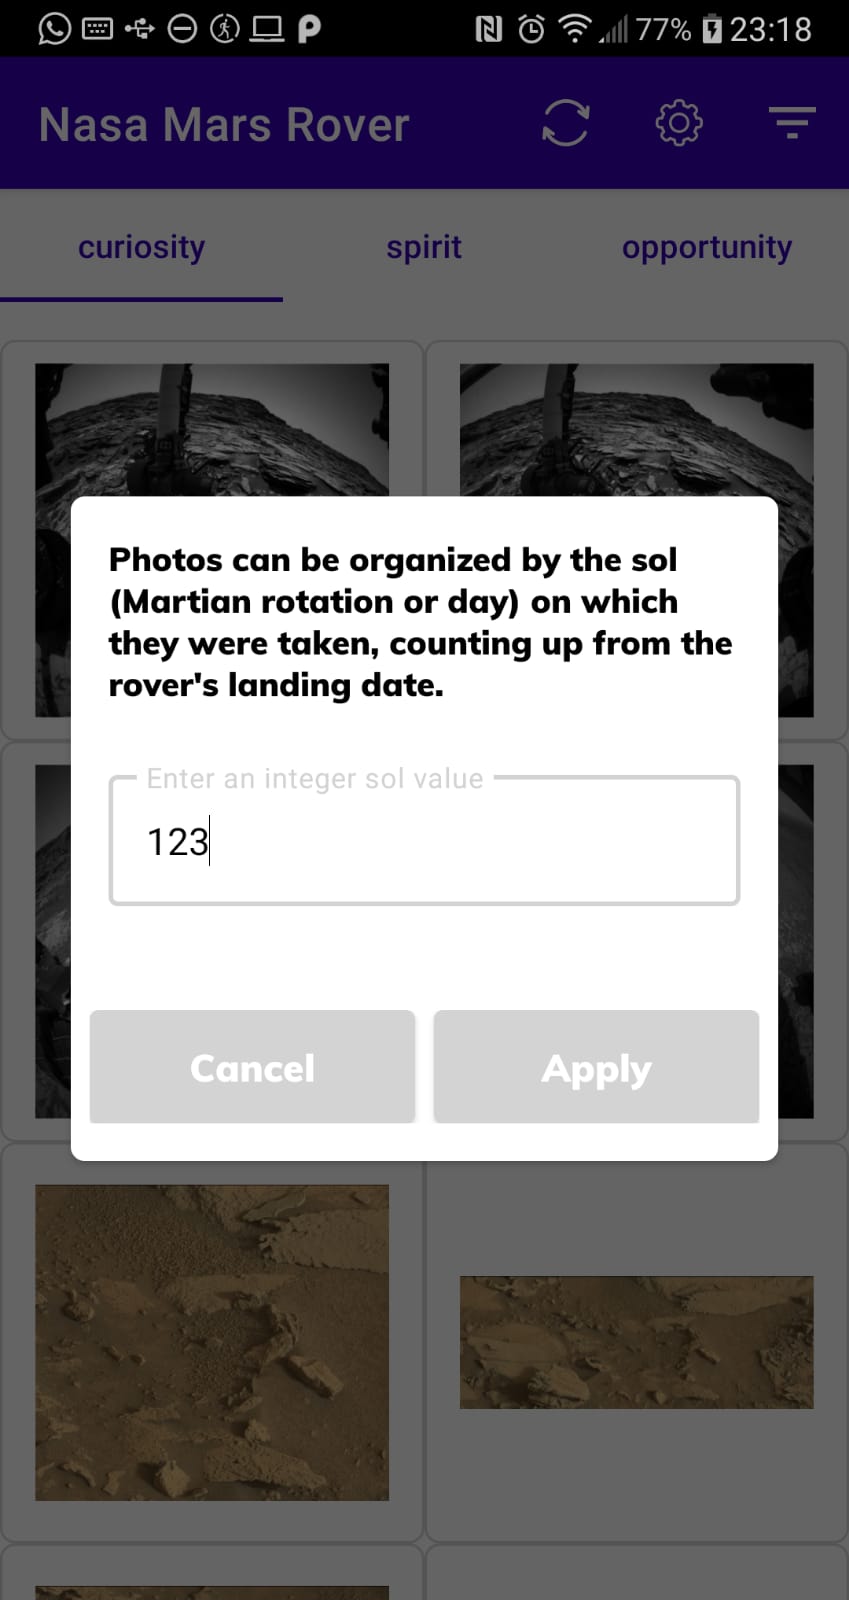 77% 23:18
Nasa Mars Rover
curiosity spirit opportunity
Photos can be organized by the sol
(Martian rotation or day) on which
they were taken, counting up from the
rover's landing date.
Enter an integer sol value
123
Cancel Apply